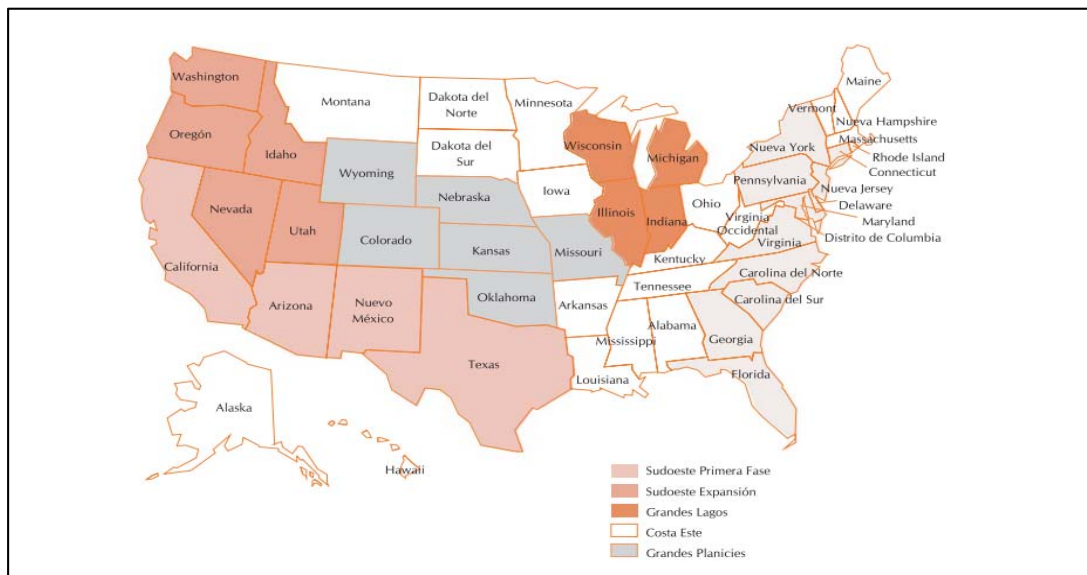 Washington
Montana
Dakota del
Norte
Minnesota
Maine
Vermont
Nueva Hampshire
Massachusetts
Oregón
Idaho
Dakota del
Sur
Wisconsin
Michigan
Nueva York
Rhode Island
Connecticut
Wyoming
Nebraska
Iowa
Pennsylvania
Nueva Jersey
Nevada
Utah
Colorado
Kansas
Missouri
Illinois
Indiana
Ohio
Virginia
Occidental
Delaware
Maryland
Distrito de Columbia
Virginia
Kentucky
California
Arizona
Nuevo
México
Oklahoma
Arkansas
Tennessee
Carolina del Norte
Carolina del Sur
Mississippi
Alabama
Georgia
Texas
Louisiana
Florida
Alaska
Hawaii
Sudoeste Primera Fase
Sudoeste Expansión
Grandes Lagos
Costa Este
Grandes Planicies